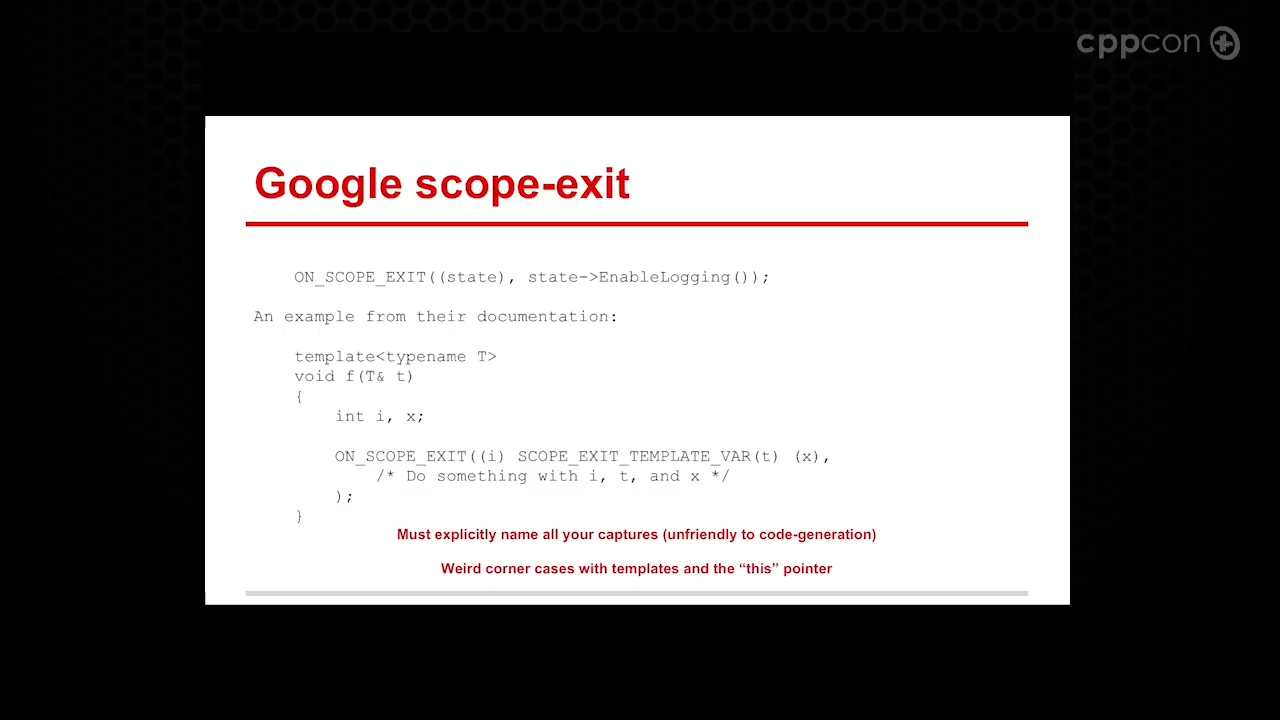 cppcon
Google scope-exit
ON_SCOPE_EXIT((state), state->EnableLogging());
An example from their documentation:
template<typename T>
void f(T& t)
{
int i, x;
ON_SCOPE_EXIT((i) SCOPE_EXIT_TEMPLATE_VAR(t) (x),
/* Do something with i, t, and x */
);
}
Must explicitly name all your captures (unfriendly to code-generation)
Weird corner cases with templates and the “this” pointer